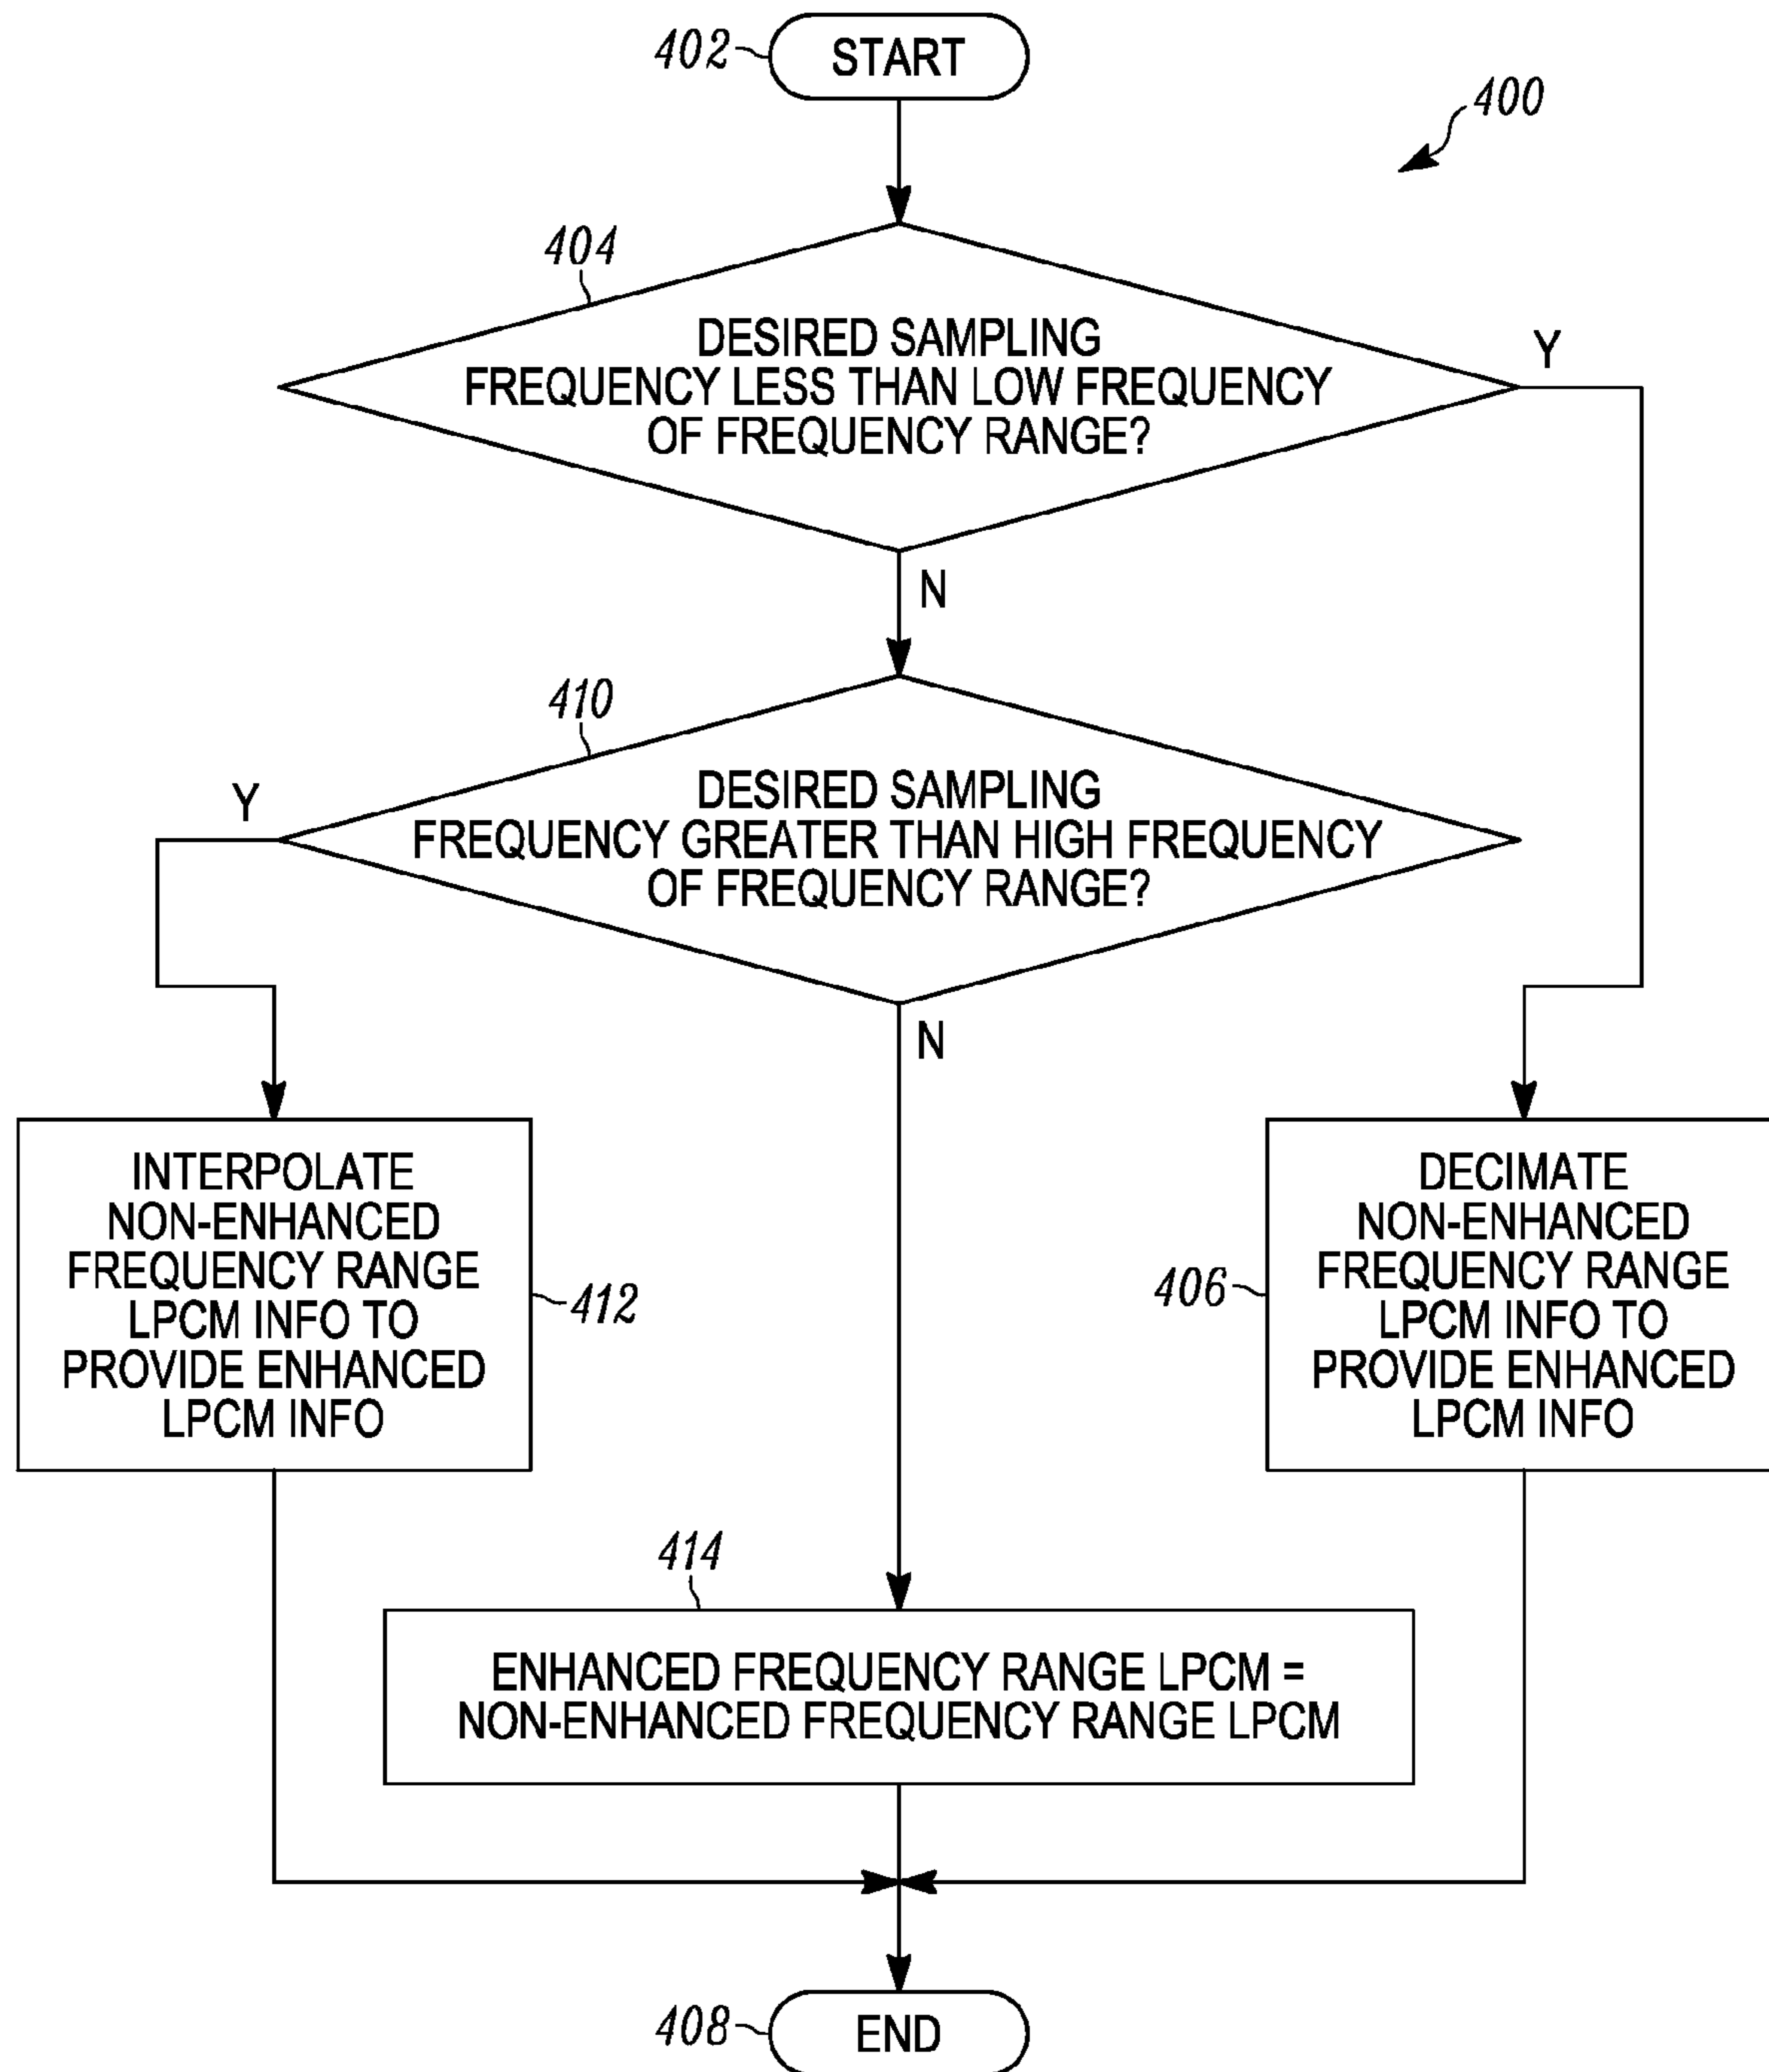 402
START
400
404
DESIRED SAMPLING
FREQUENCY LESS THAN LOW FREQUENCY
OF FREQUENCY RANGE?
Y
N
410
DESIRED SAMPLING
FREQUENCY GREATER THAN HIGH FREQUENCY
OF FREQUENCY RANGE?
Y
N
INTERPOLATE
NON-ENHANCED
FREQUENCY RANGE
LPCM INFO TO
PROVIDE ENHANCED
LPCM INFO
412
406
DECIMATE
NON-ENHANCED
FREQUENCY RANGE
LPCM INFO TO
PROVIDE ENHANCED
LPCM INFO
414
ENHANCED FREQUENCY RANGE LPCM =
NON-ENHANCED FREQUENCY RANGE LPCM
408
END